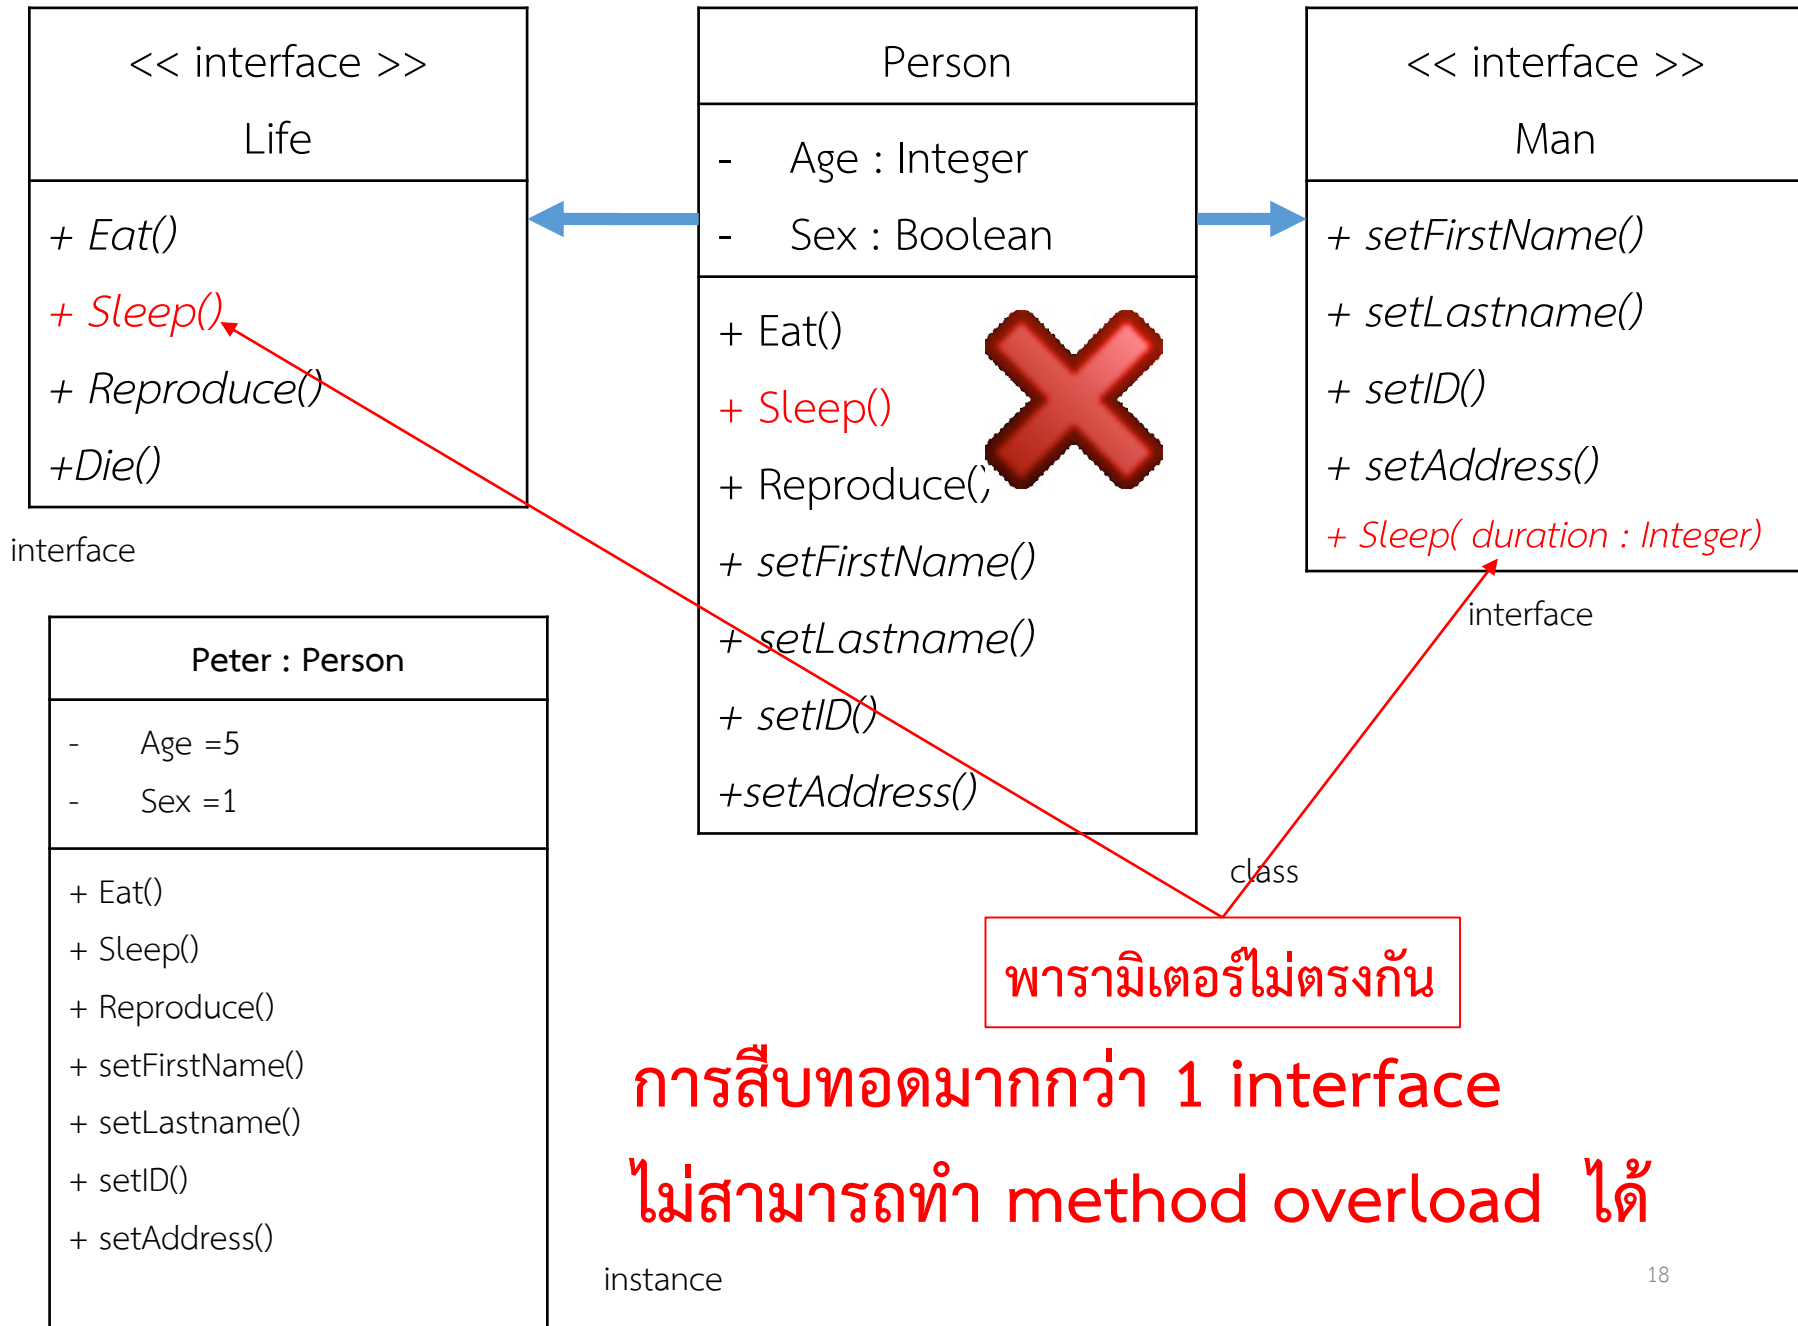 << interface >>
Life
+ Eat()
+ Sleep()
+ Reproduce()
+Die()
interface
Person
- Age : Integer
- Sex : Boolean
+ Eat()
+ Sleep()
+ Reproduce()
+ setFirstName()
+ setLastname()
+ setID()
+setAddress()
class
<< interface >>
Man
+ setFirstName()
+ setLastname()
+ setID()
+ setAddress()
+ Sleep( duration : Integer)
interface
Peter : Person
- Age =5
- Sex =1
+ Eat()
+ Sleep()
+ Reproduce()
+ setFirstName()
+ setLastname()
+ setID()
+ setAddress()
instance
พารามิเตอร์ไม่ตรงกัน
การสืบทอดมากกว่า 1 interface
ไม่สามารถทำ method overload ได้
18